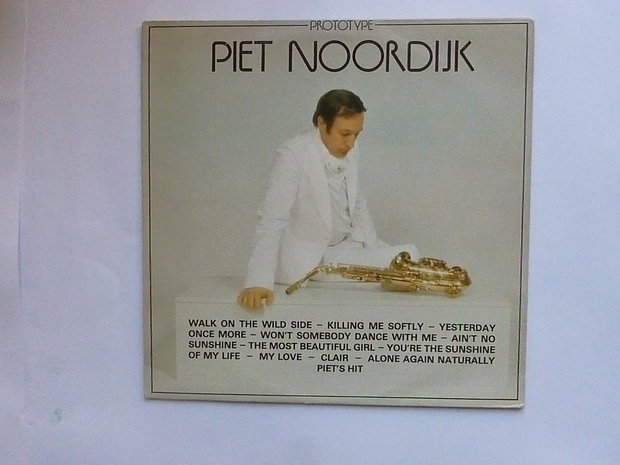 PROTOTYPE
PIET NOORDIJK
WALK ON THE WILD SIDE – KILLING ME SOFTLY – YESTERDAY
ONCE MORE – WON'T SOMEBODY DANCE WITH ME – AIN'T NO
SUNSHINE – THE MOST BEAUTIFUL GIRL – YOU'RE THE SUNSHINE
OF MY LIFE – MY LOVE – CLAIR – ALONE AGAIN NATURALLY
PIET'S HIT